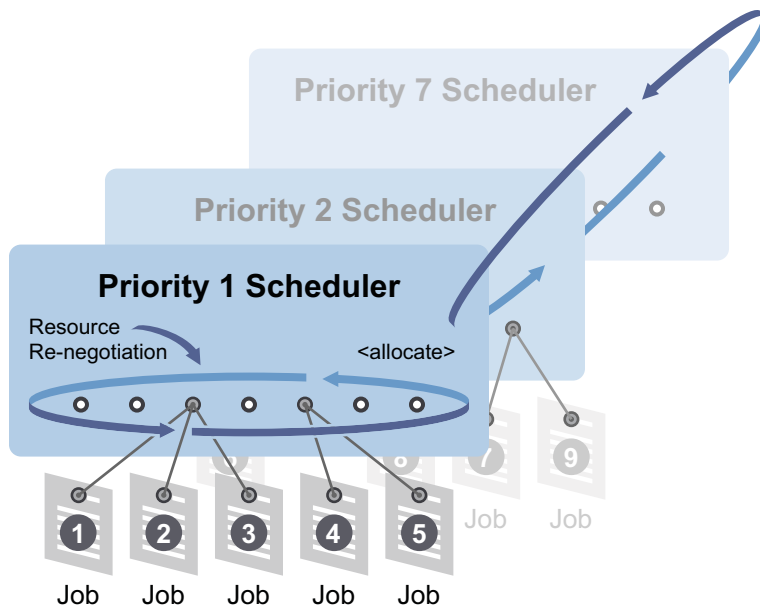 Priority 7 Scheduler
Priority 2 Scheduler
Priority 1 Scheduler
Resource
Re-negotiation
<allocate>
8
7
9
Job
Job
1
2
3
4
5
Job
Job
Job
Job
Job